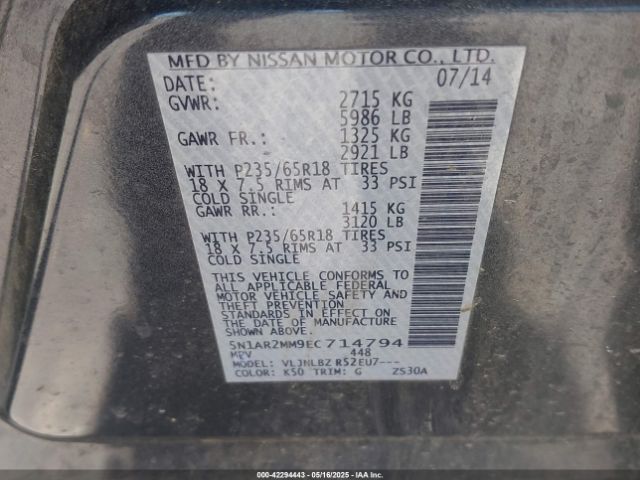 MFD BY NISSAN MOTOR CO., LTD.
DATE: 07/14
GVWR: 2715 KG
5986 LB
GAWR FR.: 1325 KG
- 2921 LB
WITH P235/65R18 TIRES
18 X 7.5 RIMS AT 33 PSI
COLD SINGLE
GAWR RR.: 1415 KG
3120 LB
WITH P235/65R18 TIRES
18 X 7.5 RIMS AT 33 PSI
COLD SINGLE
THIS VEHICLE CONFORMS TO
ALL APPLICABLE FEDERAL
MOTOR VEHICLE SAFETY AND
THEFT PREVENTION
STANDARDS IN EFFECT ON
THE DATE OF MANUFACTURE
SHOWN ABOVE.
5N1AR2MM9EC714794
MPV 448
MODEL: VLJNLBZ R52EU7---
COLOR: K50 TRIM: G ZS30A
000-42294443 - 05/16/2025 - IAA Inc.